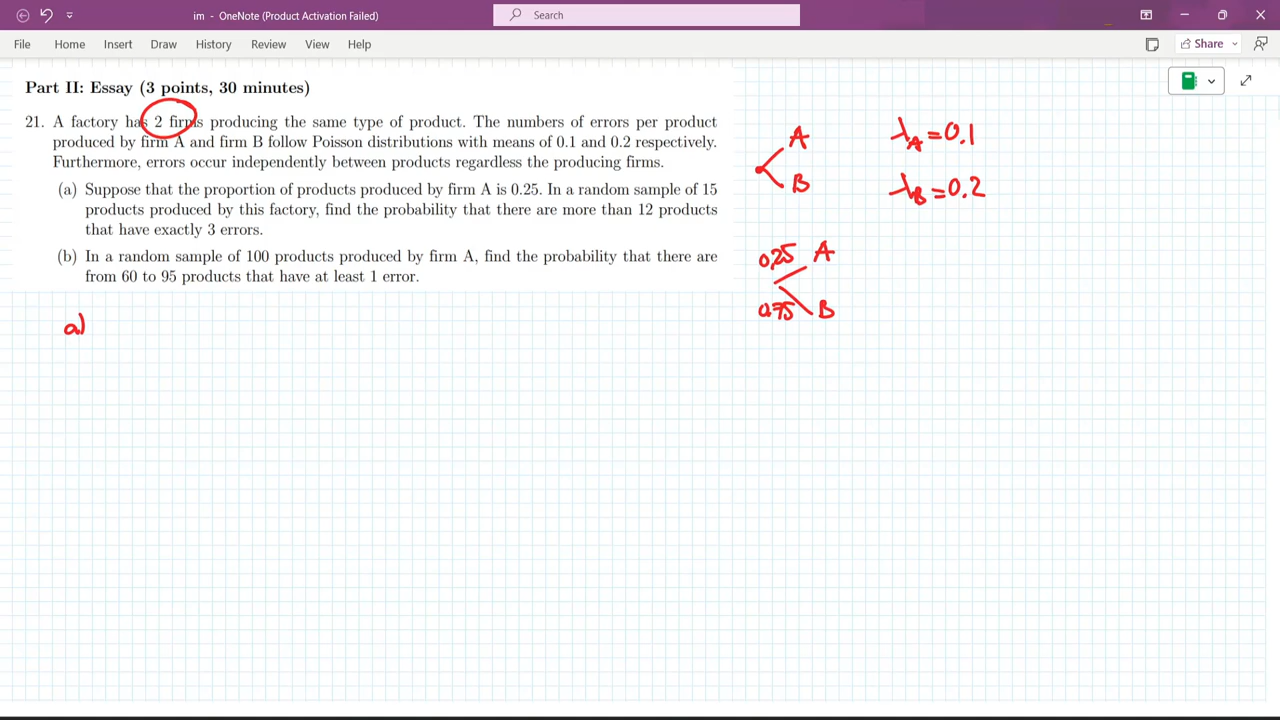 im - OneNote (Product Activation Failed)
Search
File Home Insert Draw History Review View Help
Share
Part II: Essay (3 points, 30 minutes)
21. A factory has 2 firms producing the same type of product. The numbers of errors per product
produced by firm A and firm B follow Poisson distributions with means of 0.1 and 0.2 respectively.
Furthermore, errors occur independently between products regardless the producing firms.
(a) Suppose that the proportion of products produced by firm A is 0.25. In a random sample of 15
products produced by this factory, find the probability that there are more than 12 products
that have exactly 3 errors.
(b) In a random sample of 100 products produced by firm A, find the probability that there are
from 60 to 95 products that have at least 1 error.
A
B
λA = 0.1
λB = 0.2
0,25 A
0,75 B
a)